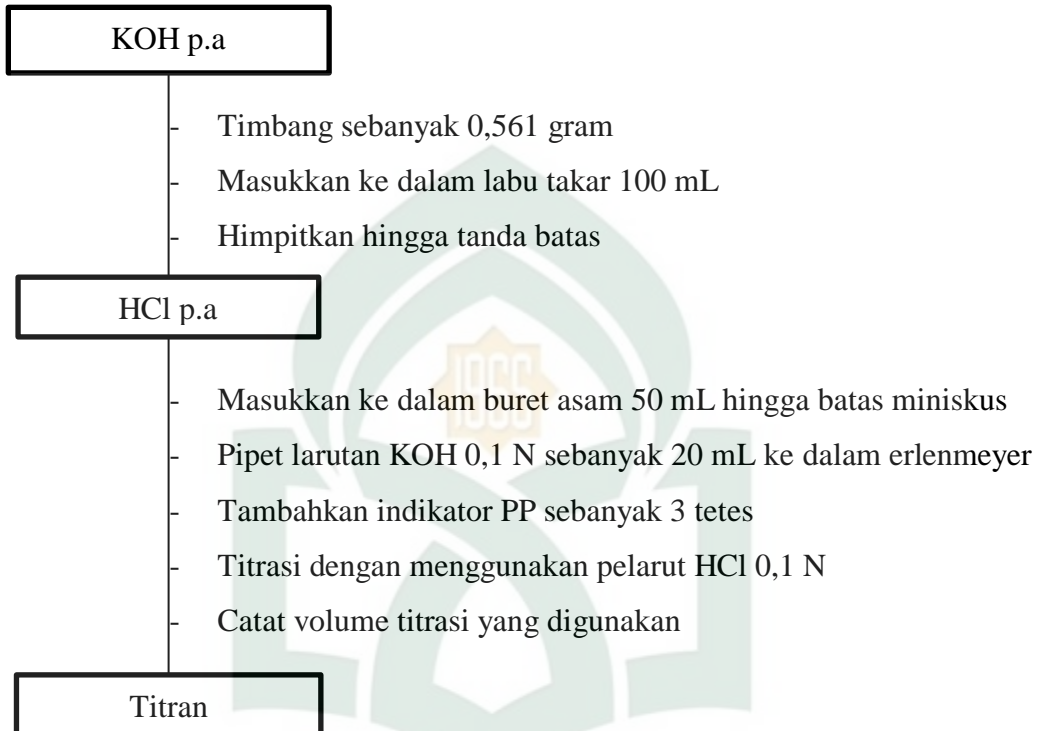 KOH p.a
- Timbang sebanyak 0,561 gram
- Masukkan ke dalam labu takar 100 mL
- Himpitkan hingga tanda batas
HCl p.a
1965
- Masukkan ke dalam buret asam 50 mL hingga batas miniskus
- Pipet larutan KOH 0,1 N sebanyak 20 mL ke dalam erlenmeyer
- Tambahkan indikator PP sebanyak 3 tetes
- Titrasi dengan menggunakan pelarut HCl 0,1 N
- Catat volume titrasi yang digunakan
Titran